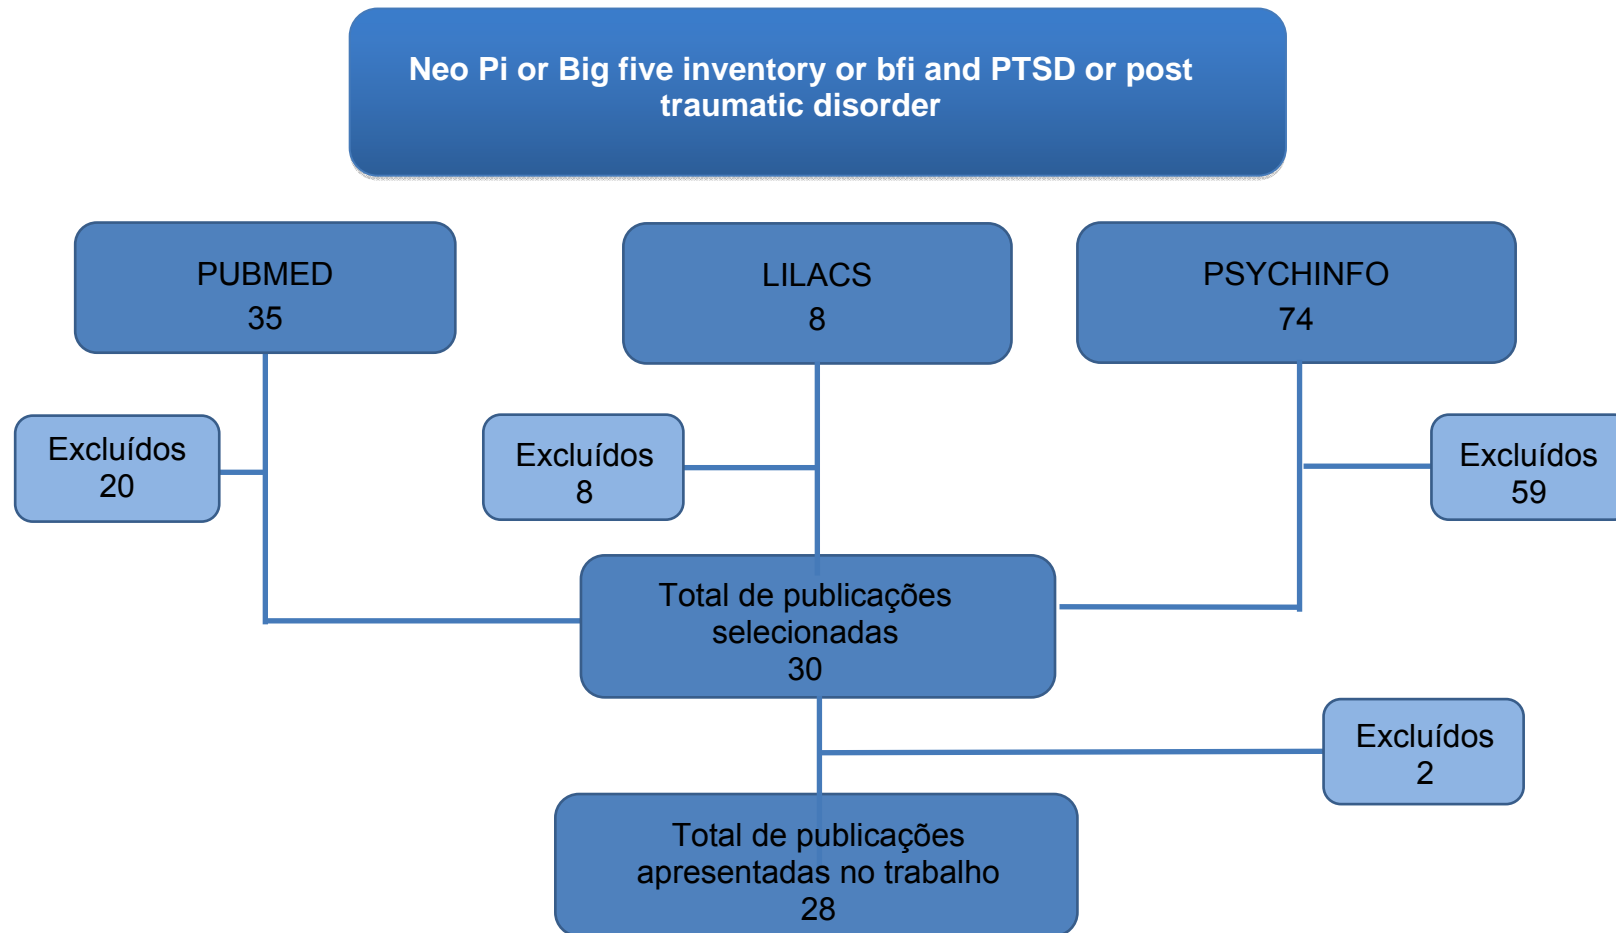 Neo Pi or Big five inventory or bfi and PTSD or post
traumatic disorder
PUBMED
35
LILACS
8
PSYCHINFO
74
Excluídos
20
Excluídos
8
Excluídos
59
Total de publicações
selecionadas
30
Excluídos
2
Total de publicações
apresentadas no trabalho
28